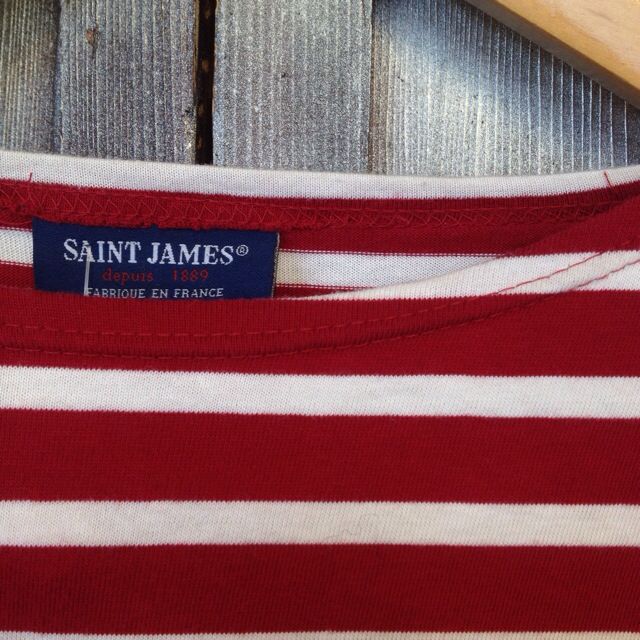 SAINT JAMES®
depuis 1889
FABRIQUE EN FRANCE